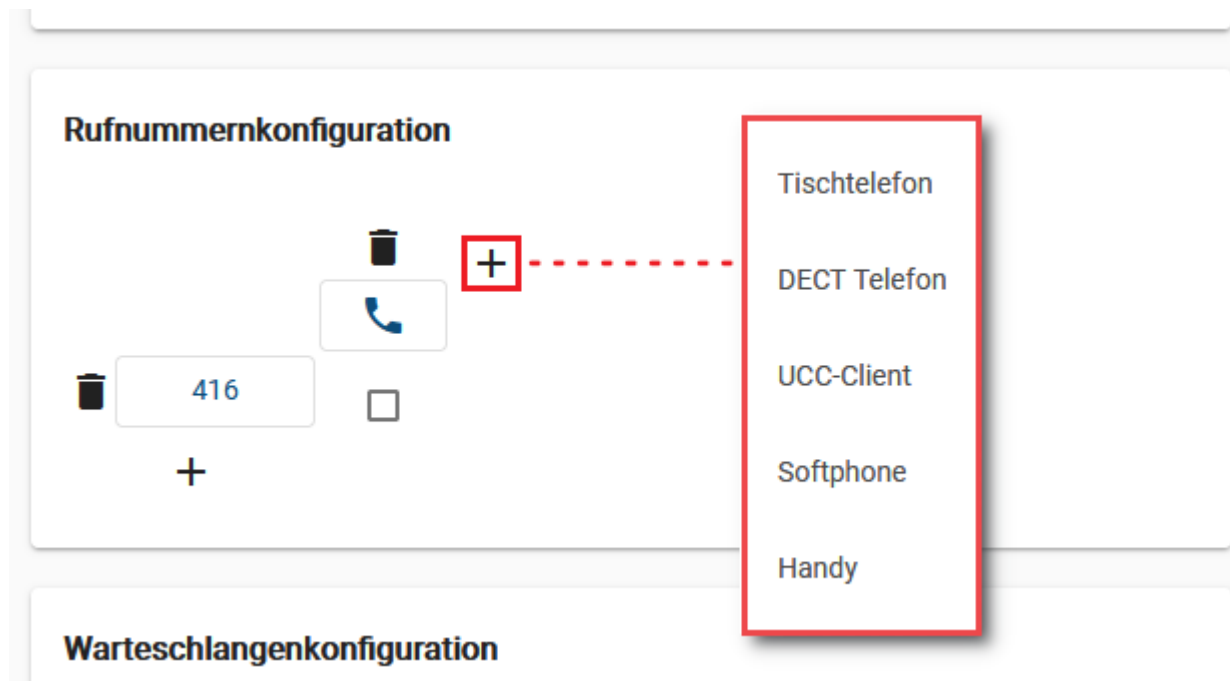 Rufnummernkonfiguration
Tischtelefon
DECT Telefon
UCC-Client
416
Softphone
Handy
Warteschlangenkonfiguration